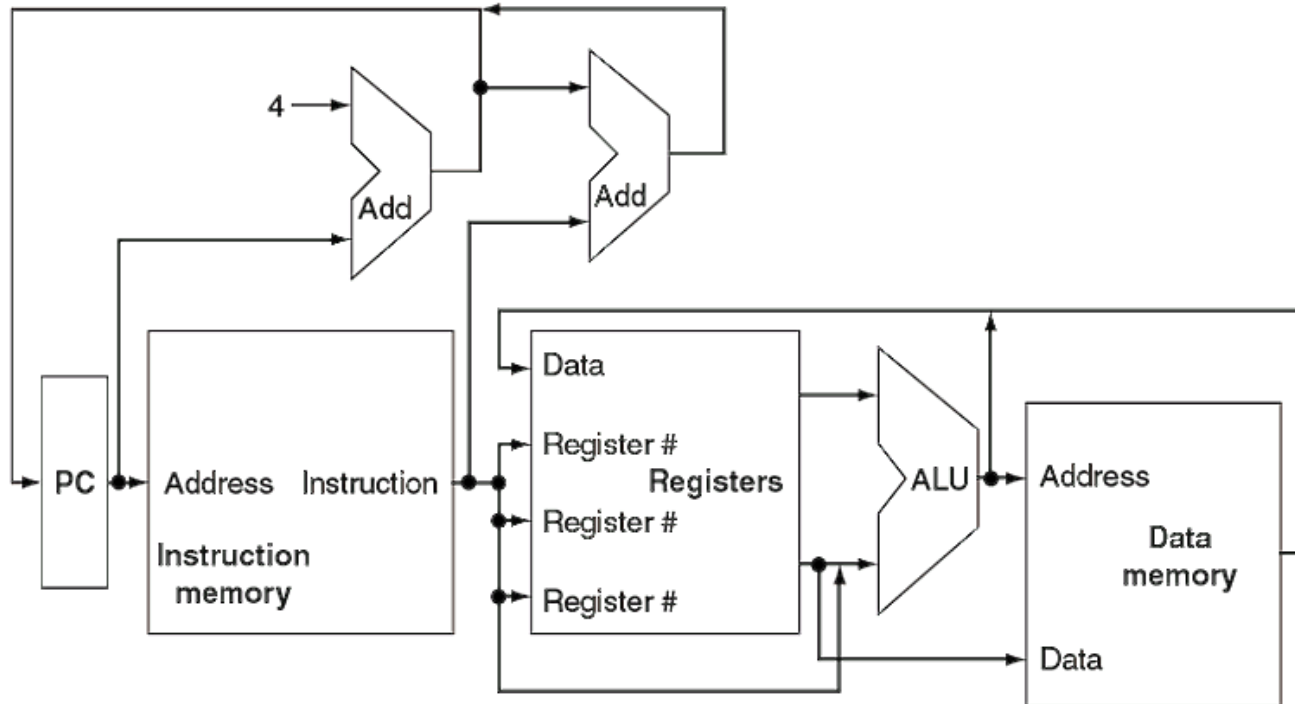 4
Add
Add
PC
Address
Instruction
Instruction
memory
Data
Register #
Register #
Register #
Registers
ALU
Address
Data
memory
Data